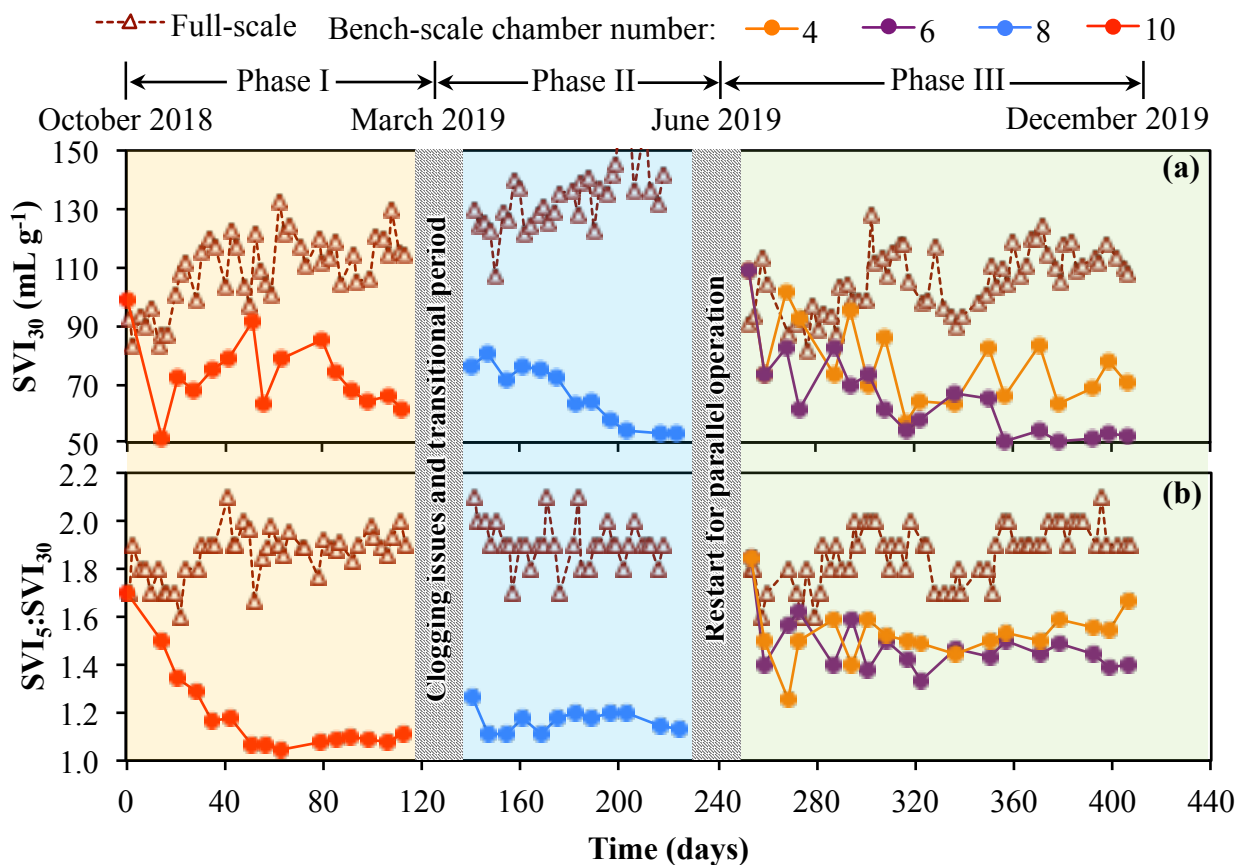 Full-scale Bench-scale chamber number: 4 6 8 10
Phase I Phase II Phase III
October 2018 March 2019 June 2019 December 2019
(a)
SVI30 (mL g-1)
150
130
110
90
70
50
Clogging issues and transitional period
Restart for parallel operation
(b)
SVI5:SVI30
2.2
2.0
1.8
1.6
1.4
1.2
1.0
0 40 80 120 160 200 240 280 320 360 400 440
Time (days)